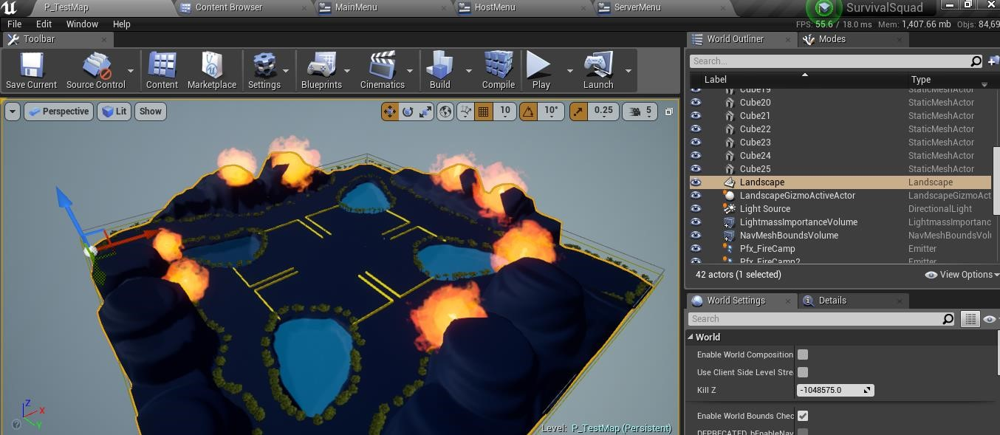 P_TestMap
Content Browser
MainMenu
HostMenu
ServerMenu
SurvivalSquad
File Edit Window Help
FPS: 55.6 / 18.0 ms Mem: 1,407.66 mb Objs: 84,69
Toolbar
Save Current Source Control Content Marketplace Settings Blueprints Cinematics Build Compile Play Launch
Perspective Lit Show
10 10° 0.25 5
Level: P_TestMap (Persistent)
Z X Y
World Outliner Modes
Search...
Label Type
Cube19 StaticMeshActor
Cube20 StaticMeshActor
Cube21 StaticMeshActor
Cube22 StaticMeshActor
Cube23 StaticMeshActor
Cube24 StaticMeshActor
Cube25 StaticMeshActor
Landscape Landscape
LandscapeGizmoActiveActor LandscapeGizmoAct
Light Source DirectionalLight
LightmassImportanceVolume LightmassImportanc
NavMeshBoundsVolume NavMeshBoundsVolu
Pfx_FireCamp Emitter
Pfx_FireCamp2 Emitter
42 actors (1 selected) View Options
World Settings Details
Search
World
Enable World Composition
Use Client Side Level Stre
Kill Z -1048575.0
Enable World Bounds Chec
DEPRECATED_bEnableNav